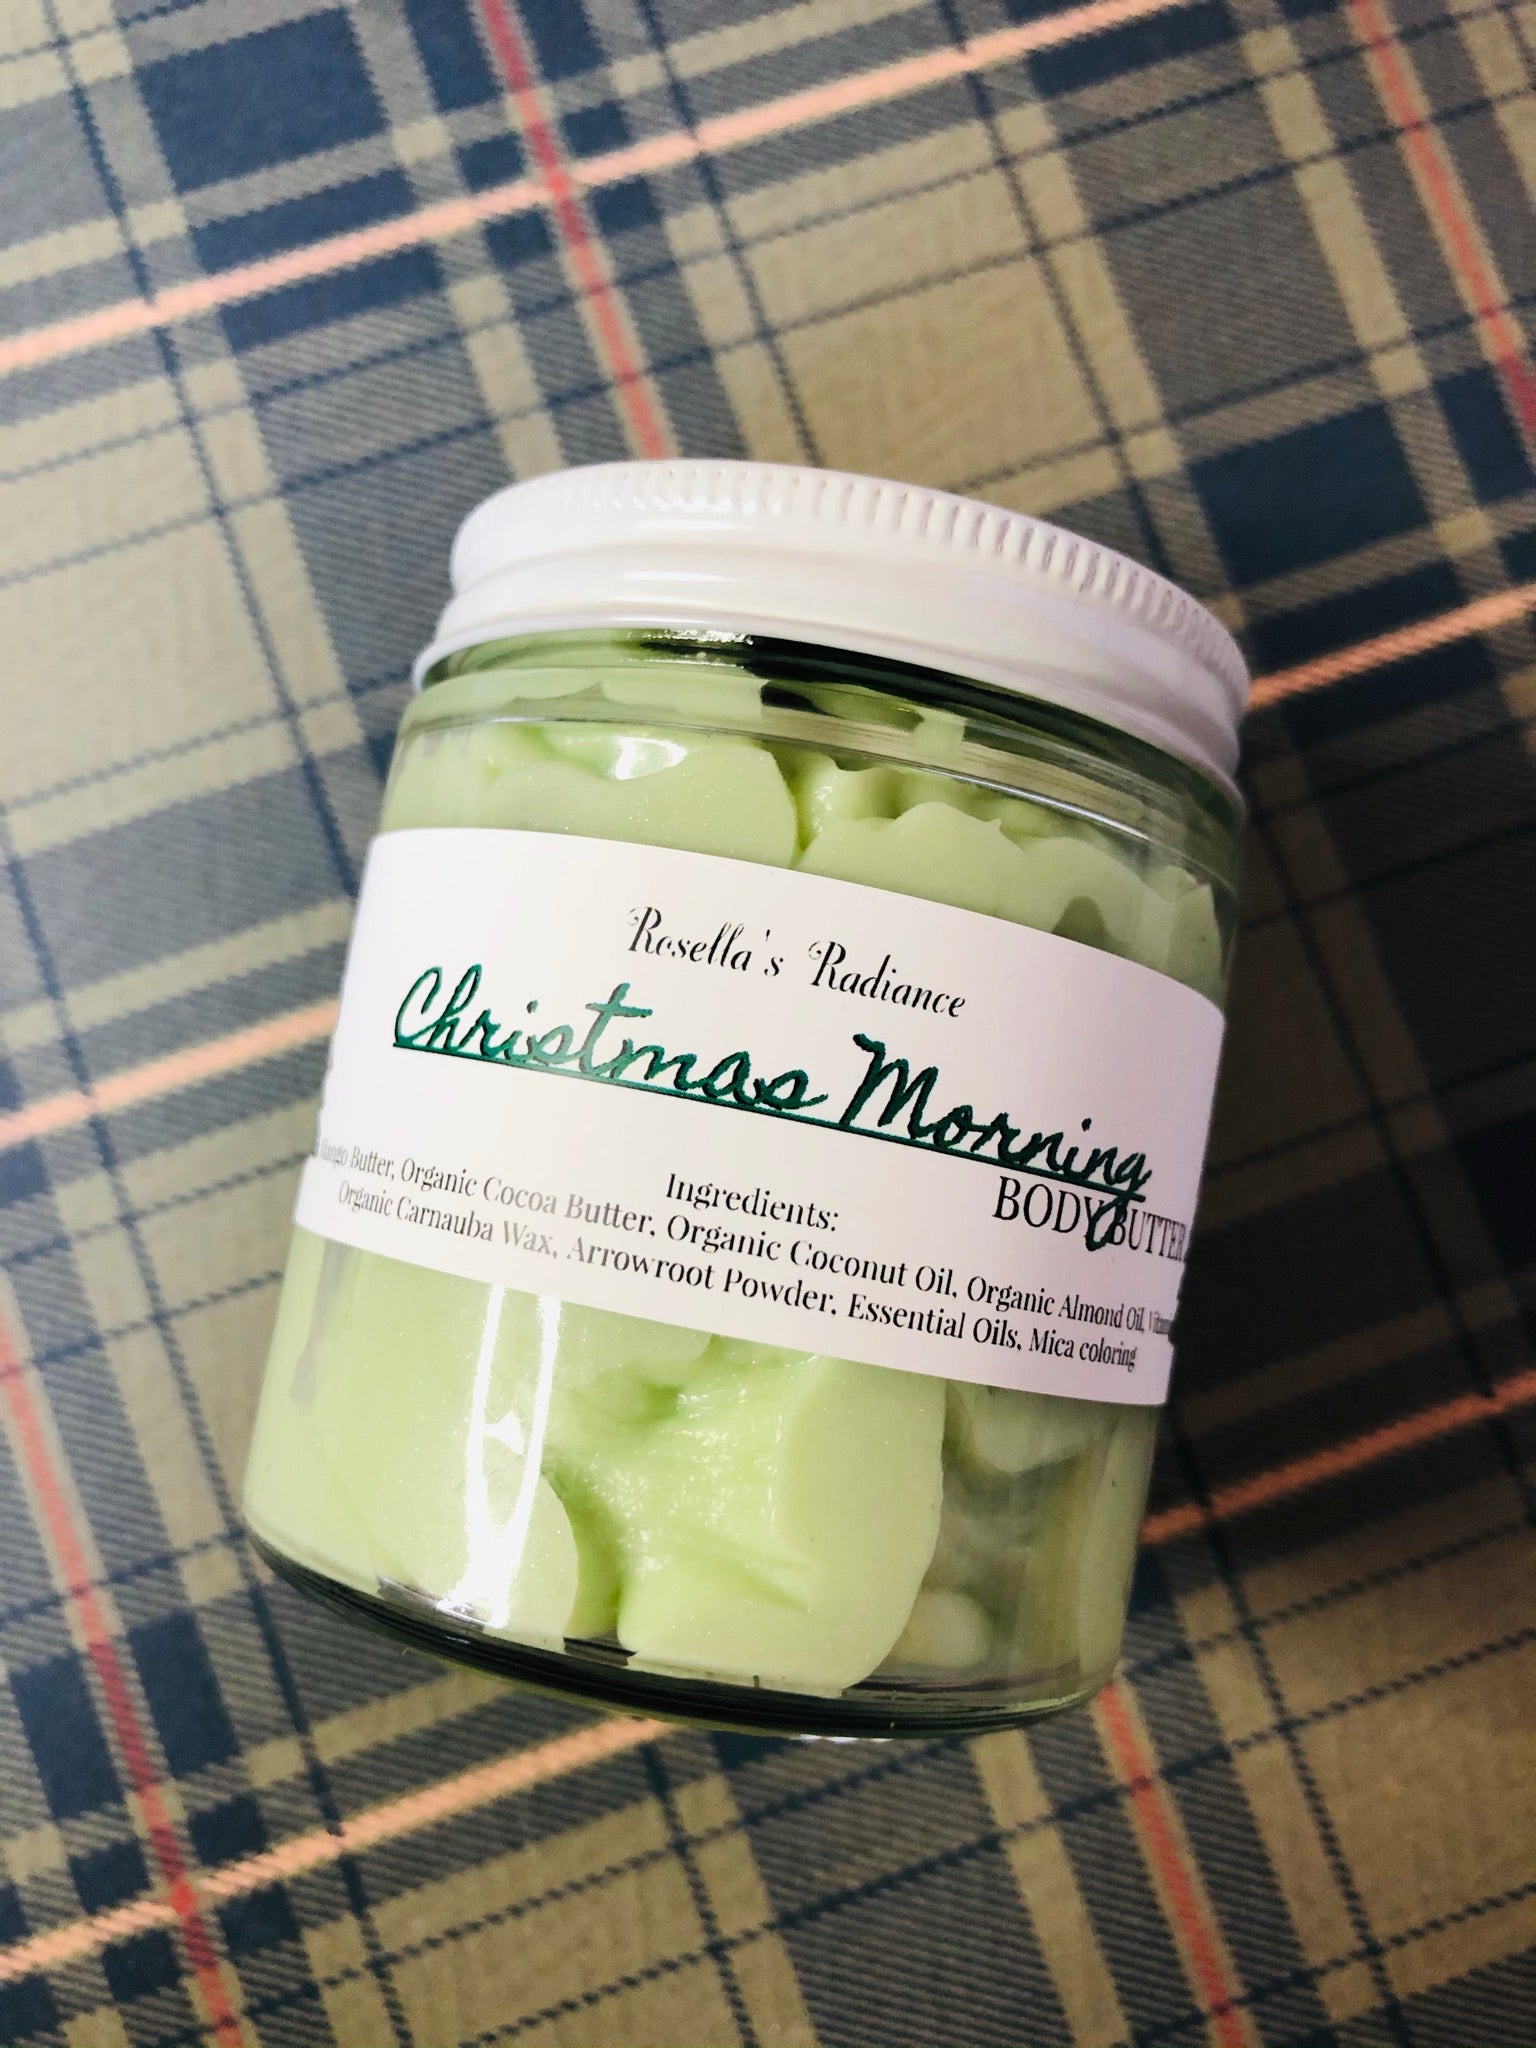 Rosella's Radiance
Christmas Morning
BODY BUTTER
Ingredients:
Mango Butter, Organic Cocoa Butter, Organic Coconut Oil, Organic Almond Oil,
Organic Carnauba Wax, Arrowroot Powder, Essential Oils, Mica coloring